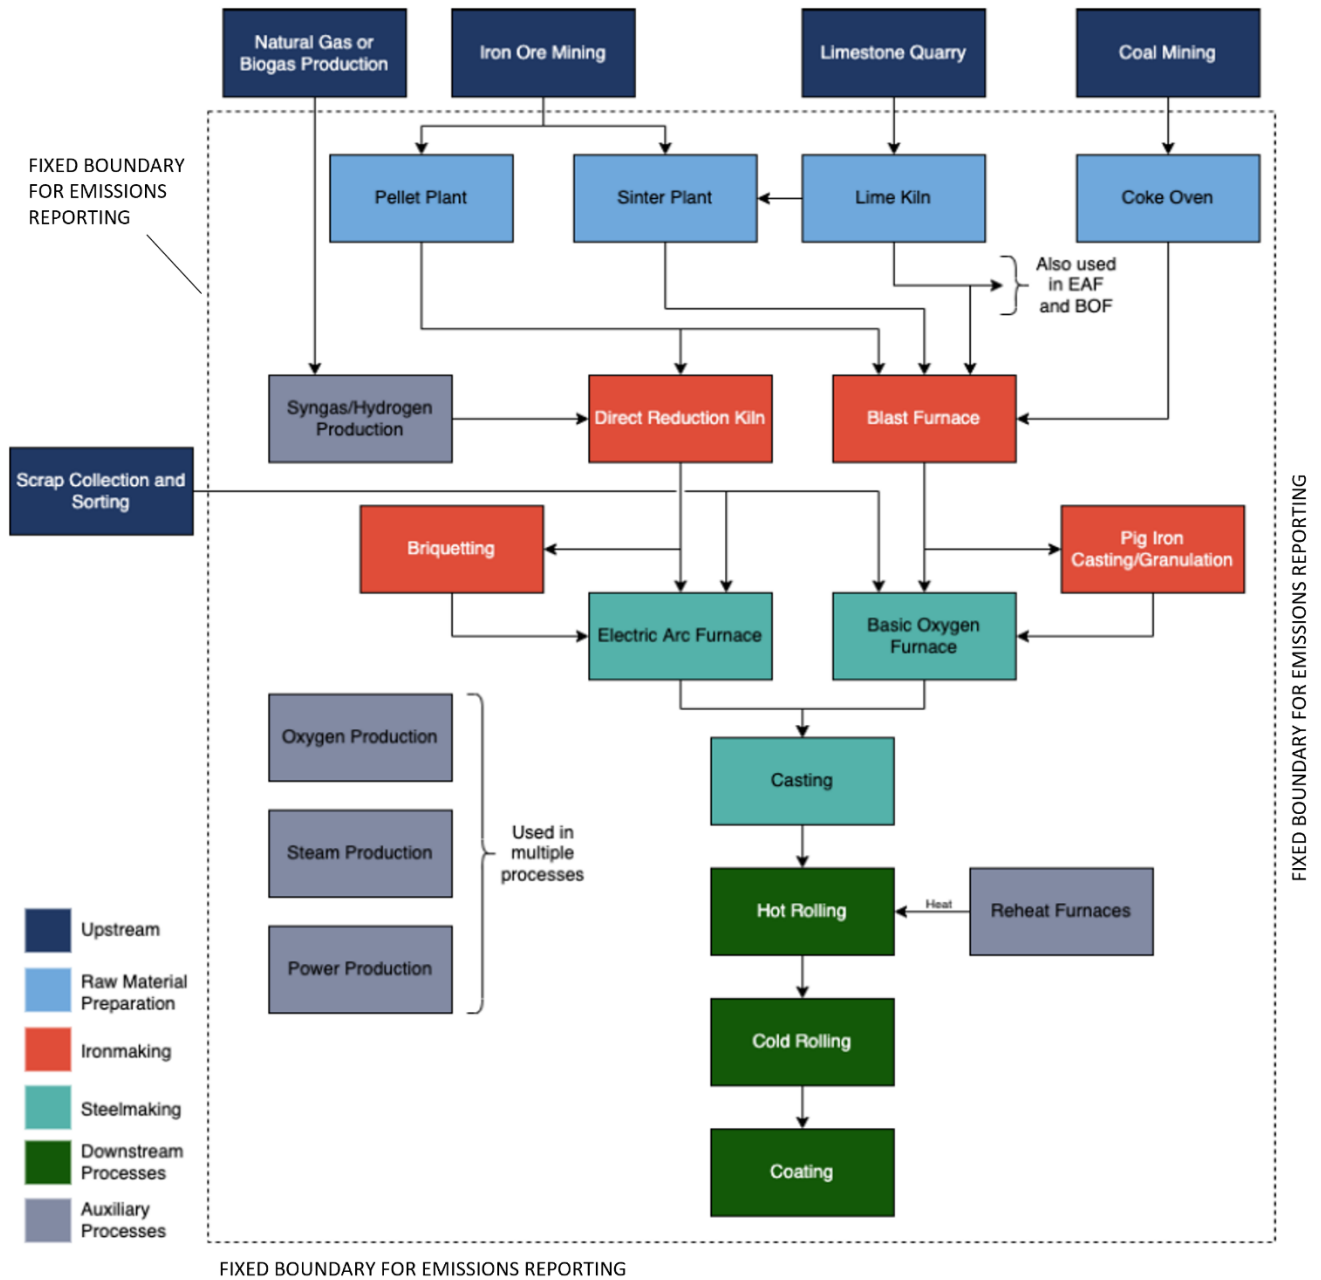 Natural Gas or
Biogas Production
Iron Ore Mining
Limestone Quarry
Coal Mining
FIXED BOUNDARY
FOR EMISSIONS
REPORTING
Pellet Plant
Sinter Plant
Lime Kiln
Coke Oven
Also used
in EAF
and BOF
Syngas/Hydrogen
Production
Direct Reduction Kiln
Blast Furnace
Scrap Collection and
Sorting
Briquetting
Pig Iron
Casting/Granulation
Electric Arc Furnace
Basic Oxygen
Furnace
FIXED BOUNDARY FOR EMISSIONS REPORTING
Oxygen Production
Casting
Steam Production
Used in
multiple
processes
Hot Rolling
Heat
Reheat Furnaces
Power Production
Cold Rolling
Coating
Upstream
Raw Material
Preparation
Ironmaking
Steelmaking
Downstream
Processes
Auxiliary
Processes
FIXED BOUNDARY FOR EMISSIONS REPORTING